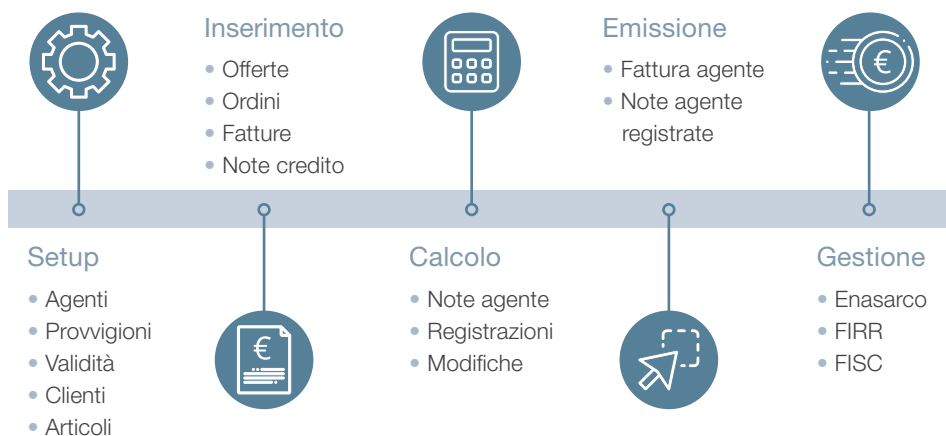 Setup
• Agenti
• Provvigioni
• Validità
• Clienti
• Articoli
Inserimento
• Offerte
• Ordini
• Fatture
• Note credito
€
Calcolo
• Note agente
• Registrazioni
• Modifiche
Emissione
• Fattura agente
• Note agente
registrate
€
Gestione
• Enasarco
• FIRR
• FISC